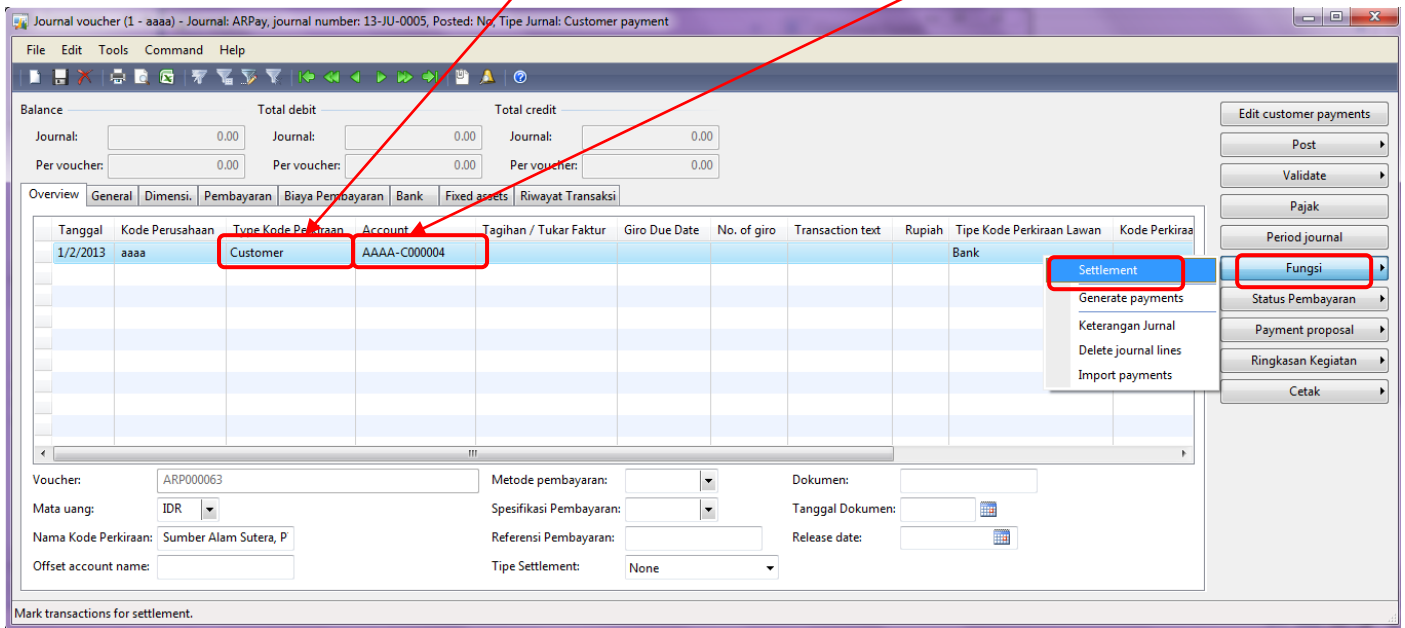 Journal voucher (1 - aaaa) - Journal: ARPay, journal number: 13-JU-0005, Posted: No, Tipe Jurnal: Customer payment
File Edit Tools Command Help
Balance Total debit Total credit
Journal: 0.00 Journal: 0.00 Journal: 0.00
Per voucher: 0.00 Per voucher: 0.00 Per voucher: 0.00
Overview General Dimensi. Pembayaran Biaya Pembayaran Bank Fixed assets Riwayat Transaksi
Tanggal Kode Perusahaan Type Kode Perkiraan Account Tagihan / Tukar Faktur Giro Due Date No. of giro Transaction text Rupiah Tipe Kode Perkiraan Lawan Kode Perkiraa
1/2/2013 aaaa Customer AAAA-C000004 Bank
Settlement
Generate payments
Keterangan Jurnal
Delete journal lines
Import payments
Edit customer payments
Post
Validate
Pajak
Period journal
Fungsi
Status Pembayaran
Payment proposal
Ringkasan Kegiatan
Cetak
Voucher: ARP000063 Metode pembayaran: Dokumen:
Mata uang: IDR Spesifikasi Pembayaran: Tanggal Dokumen:
Nama Kode Perkiraan: Sumber Alam Sutera, P Referensi Pembayaran: Release date:
Offset account name: Tipe Settlement: None
Mark transactions for settlement.